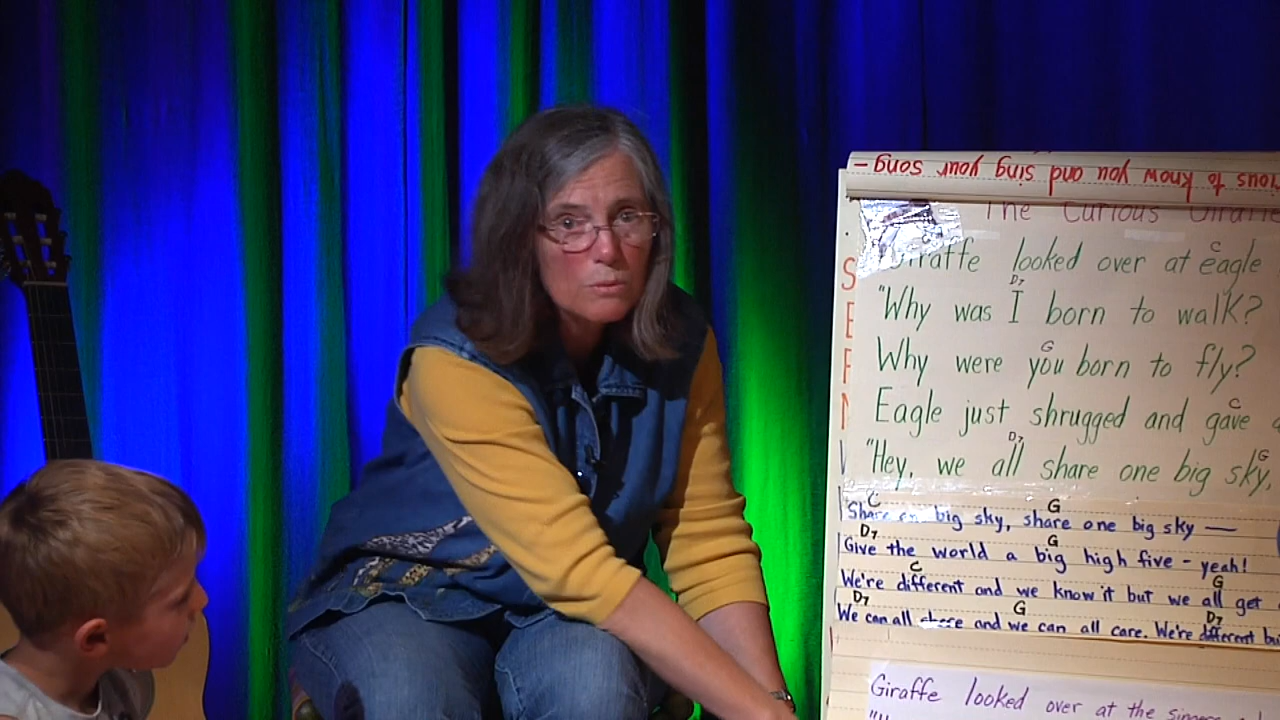 to know you and sing your song -
The Curious Giraffe
Giraffe looked over at eagle
"Why was I born to walk?
Why were you born to fly?
Eagle just shrugged and gave
"Hey, we all share one big sky,
Share one big sky, share one big sky —
Give the world a big high five - yeah!
We're different and we know it but we all get
We can all share and we can all care. We're different
Giraffe looked over at the